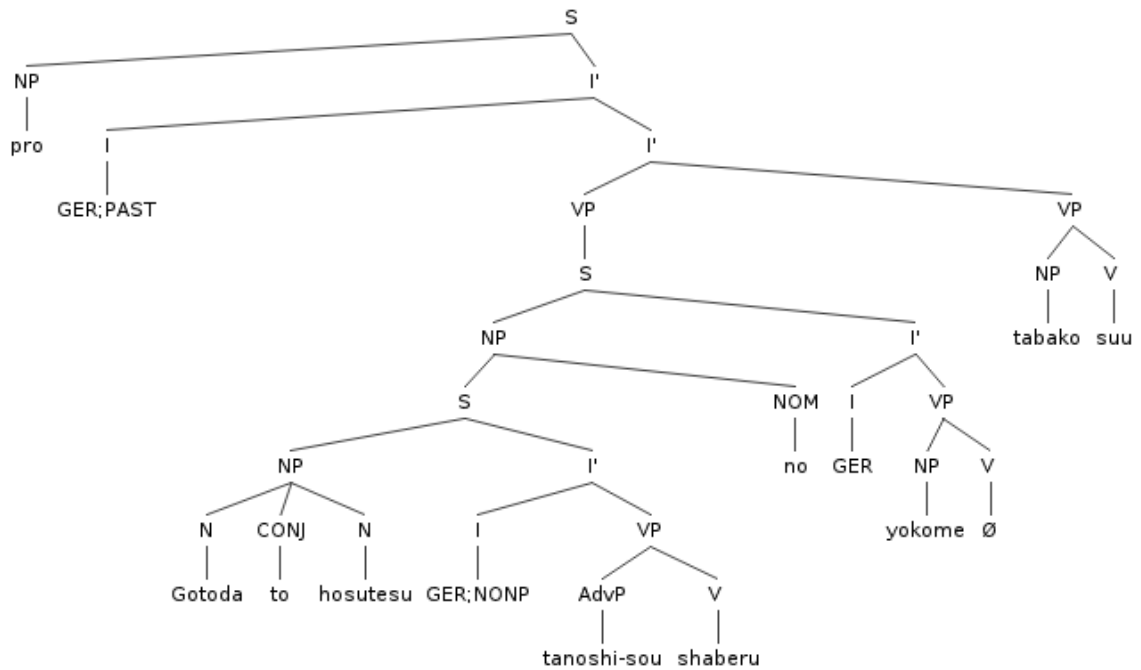 S
NP I'
pro I I'
GER;PAST VP VP
S NP V
NP I' tabako suu
S NOM I VP
NP I' no GER NP V
N CONJ N I VP yokome Ø
Gotoda to hosutesu GER;NONP AdvP V
tanoshi-sou shaberu